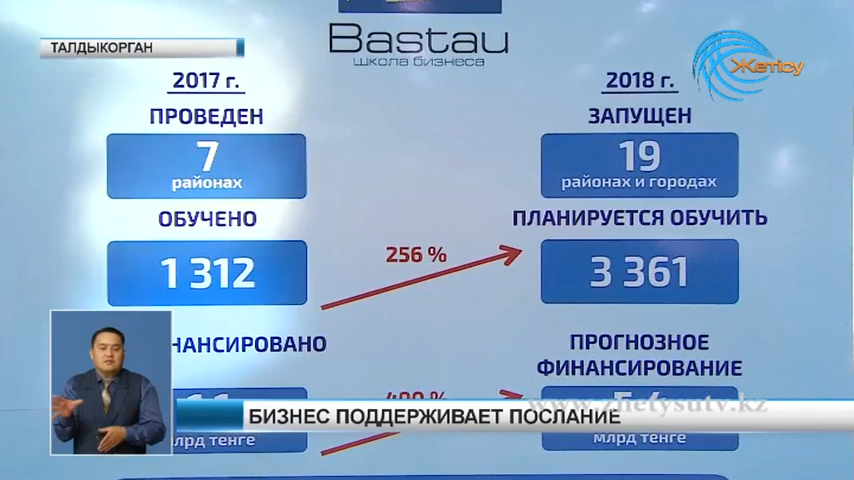 ТАЛДЫКОРГАН
Bastau
ШКОЛА БИЗНЕСА
Жетісу
2017 г.
2018 г.
ПРОВЕДЕН
ЗАПУЩЕН
7
районах
19
районах и городах
ОБУЧЕНО
ПЛАНИРУЕТСЯ ОБУЧИТЬ
256 %
1 312
3 361
НАНСИРОВАНО
ПРОГНОЗНОЕ
ФИНАНСИРОВАНИЕ
www.zhetysutv.kz
БИЗНЕС ПОДДЕРЖИВАЕТ ПОСЛАНИЕ
млрд тенге
млрд тенге